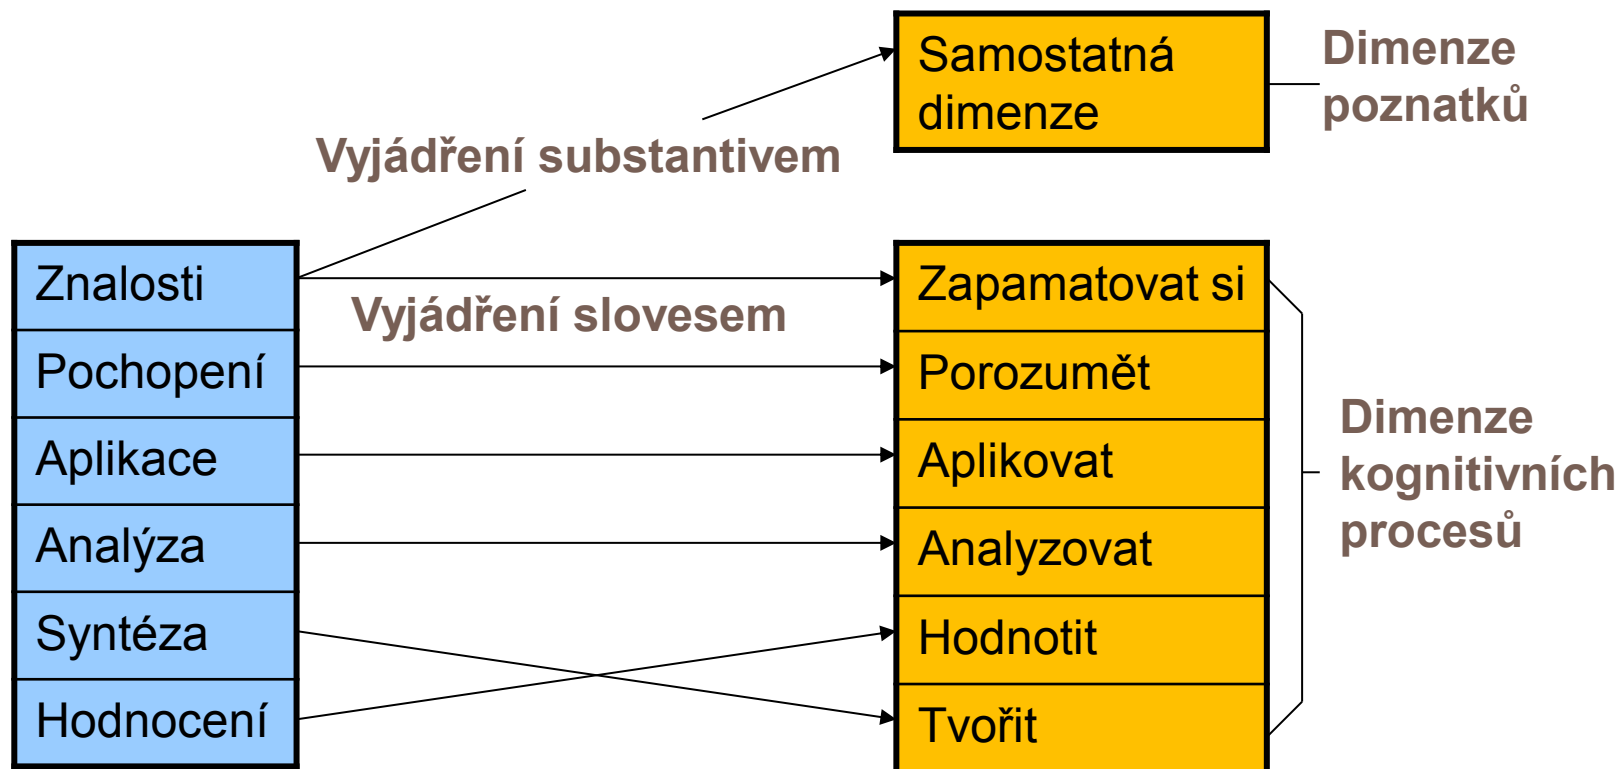 Samostatná
dimenze
Dimenze
poznatků
Vyjádření substantivem
Znalosti
Pochopení
Aplikace
Analýza
Syntéza
Hodnocení
Vyjádření slovesem
Zapamatovat si
Porozumět
Aplikovat
Analyzovat
Hodnotit
Tvořit
Dimenze
kognitivních
procesů